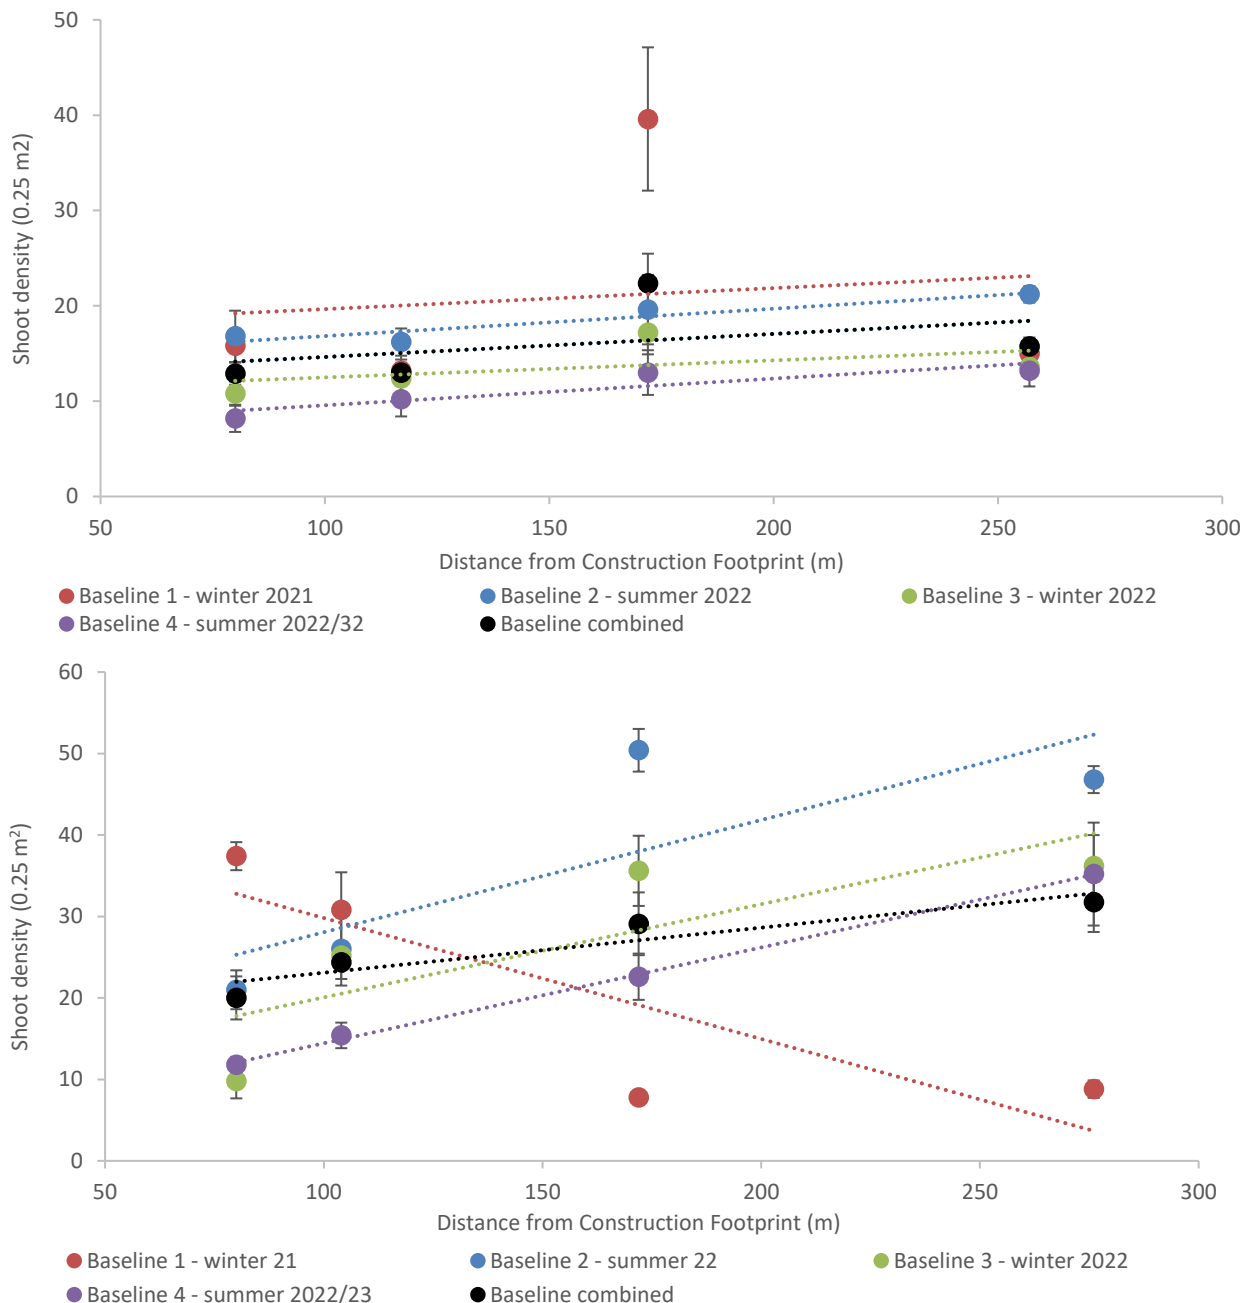 50
40
30
20
10
0
Shoot density (0.25 m2)
50 100 150 200 250 300
Distance from Construction Footprint (m)
Baseline 1 - winter 2021 Baseline 2 - summer 2022 Baseline 3 - winter 2022
Baseline 4 - summer 2022/32 Baseline combined
60
50
40
30
20
10
0
Shoot density (0.25 m²)
50 100 150 200 250 300
Distance from Construction Footprint (m)
Baseline 1 - winter 21 Baseline 2 - summer 22 Baseline 3 - winter 2022
Baseline 4 - summer 2022/23 Baseline combined